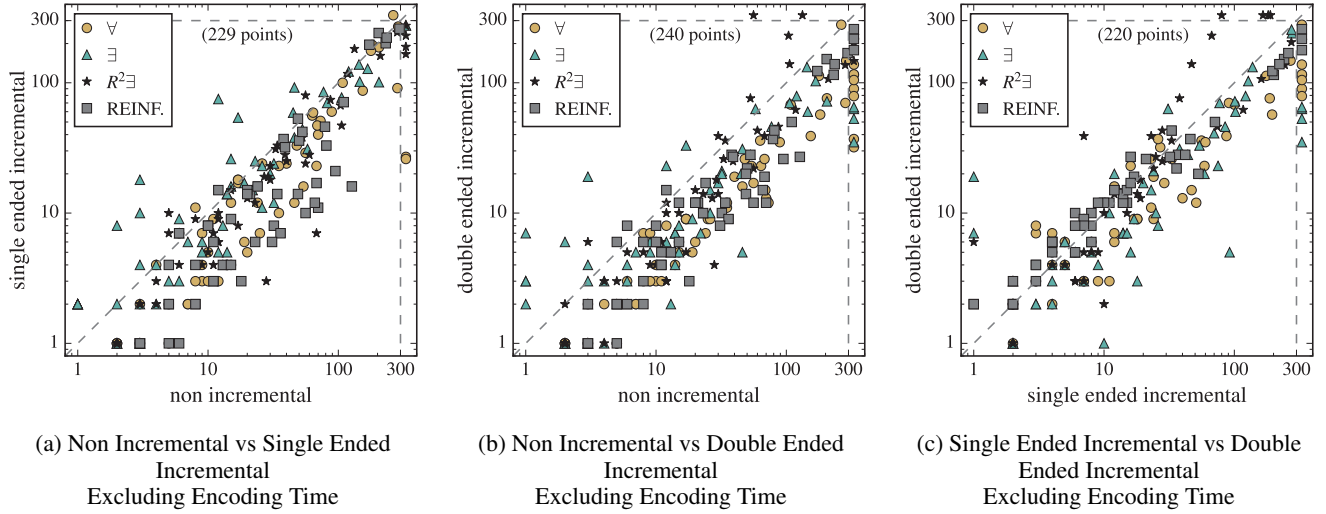 300
100
10
1
single ended incremental
∀
∃
R²∃
REINF.
(229 points)
1
10
100
300
non incremental
(a) Non Incremental vs Single Ended
Incremental
Excluding Encoding Time
300
100
10
1
double ended incremental
∀
∃
R²∃
REINF.
(240 points)
1
10
100
300
non incremental
(b) Non Incremental vs Double Ended
Incremental
Excluding Encoding Time
300
100
10
1
double ended incremental
∀
∃
R²∃
REINF.
(220 points)
1
10
100
300
single ended incremental
(c) Single Ended Incremental vs Double
Ended Incremental
Excluding Encoding Time